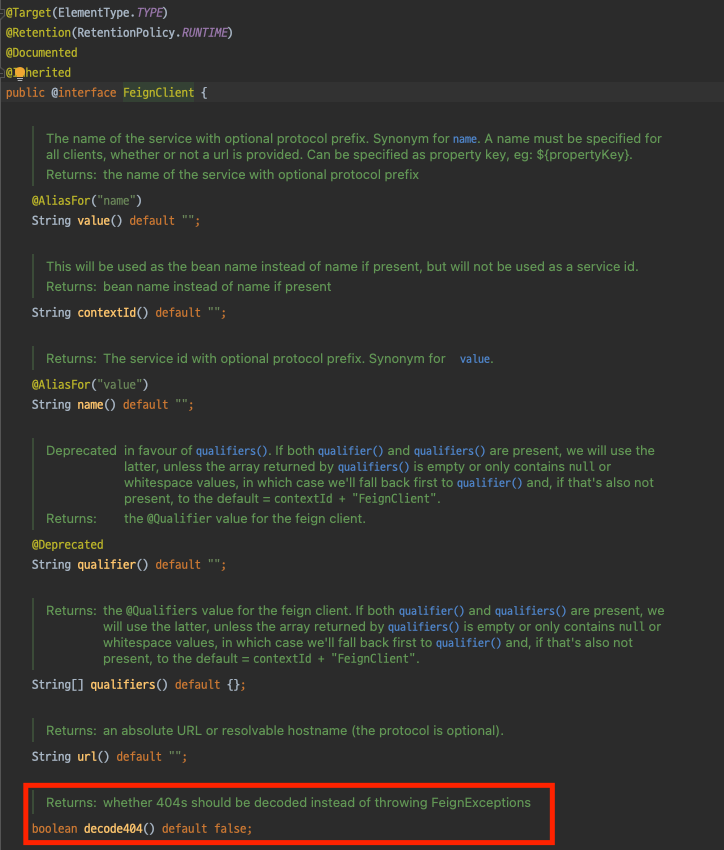 @Target(ElementType.TYPE)
@Retention(RetentionPolicy.RUNTIME)
@Documented
@Inherited
public @interface FeignClient {
The name of the service with optional protocol prefix. Synonym for name. A name must be specified for
all clients, whether or not a url is provided. Can be specified as property key, eg: ${propertyKey}.
Returns: the name of the service with optional protocol prefix
@AliasFor("name")
String value() default "";
This will be used as the bean name instead of name if present, but will not be used as a service id.
Returns: bean name instead of name if present
String contextId() default "";
Returns: The service id with optional protocol prefix. Synonym for value.
@AliasFor("value")
String name() default "";
Deprecated in favour of qualifiers(). If both qualifier() and qualifiers() are present, we will use the
latter, unless the array returned by qualifiers() is empty or only contains null or
whitespace values, in which case we'll fall back first to qualifier() and, if that's also not
present, to the default = contextId + "FeignClient".
Returns: the @Qualifier value for the feign client.
@Deprecated
String qualifier() default "";
Returns: the @Qualifiers value for the feign client. If both qualifier() and qualifiers() are present, we
will use the latter, unless the array returned by qualifiers() is empty or only contains null or
whitespace values, in which case we'll fall back first to qualifier() and, if that's also not
present, to the default = contextId + "FeignClient".
String[] qualifiers() default {};
Returns: an absolute URL or resolvable hostname (the protocol is optional).
String url() default "";
Returns: whether 404s should be decoded instead of throwing FeignExceptions
boolean decode404() default false;